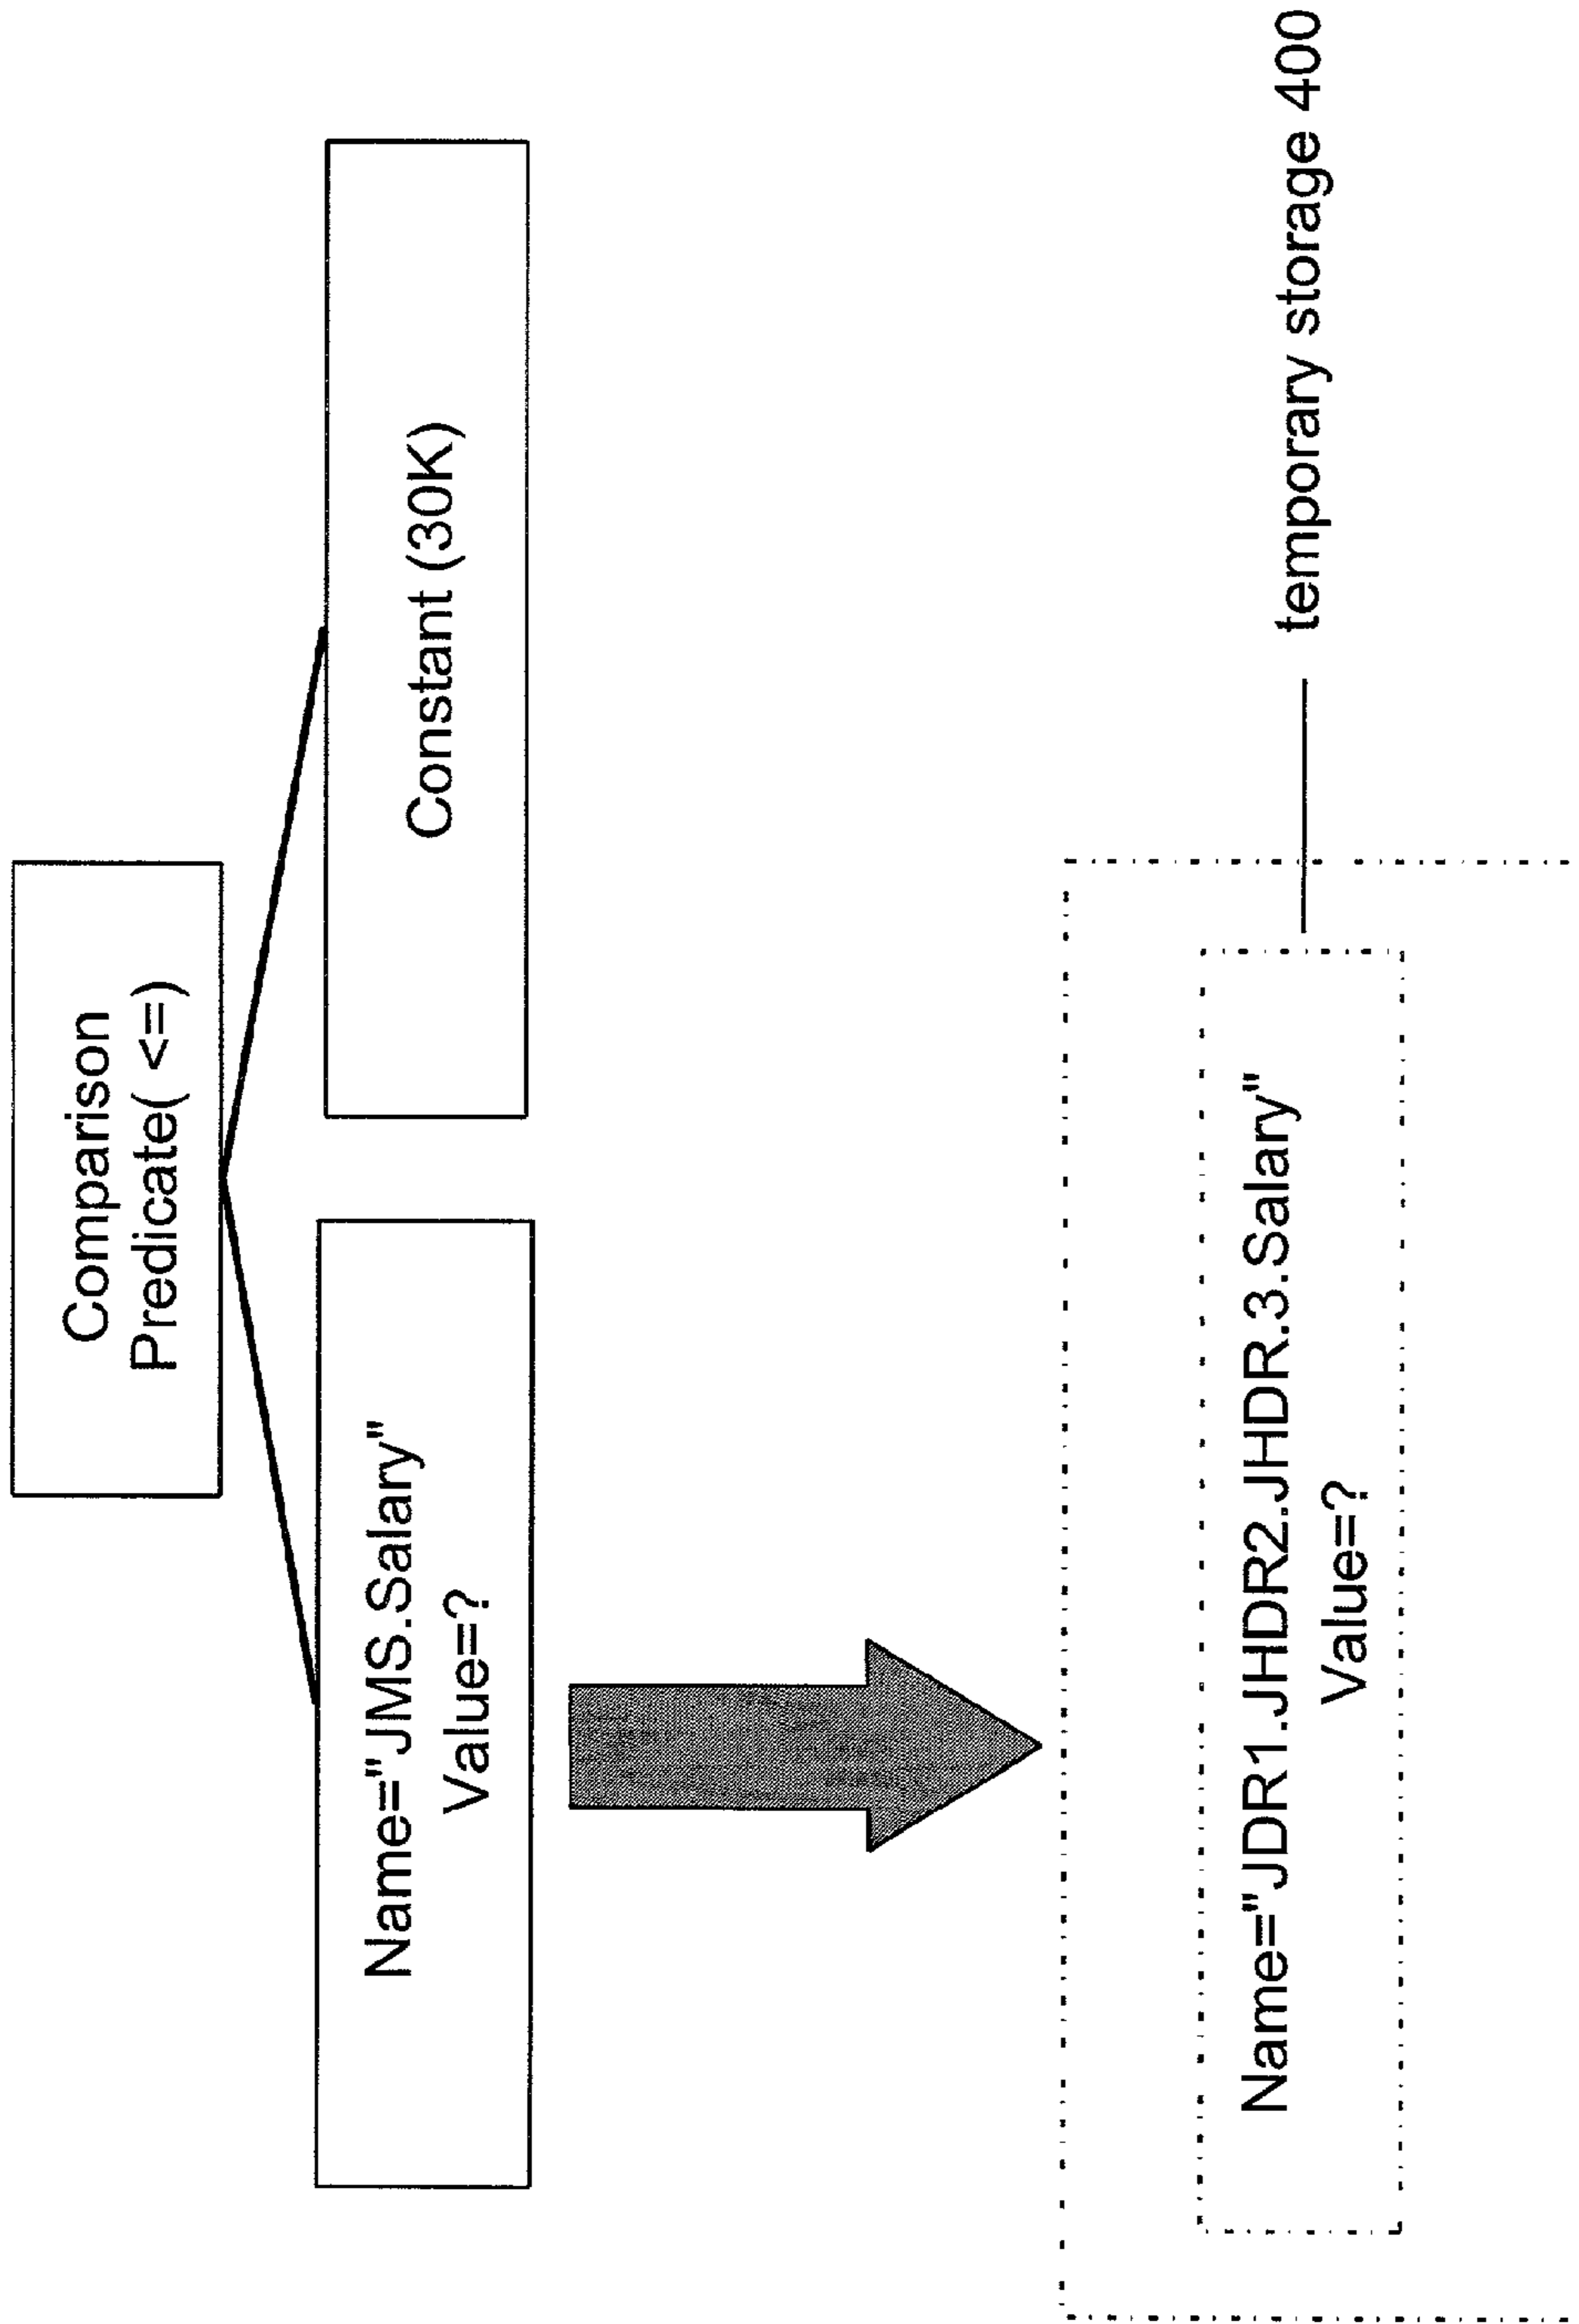 Comparison
Predicate( <=)
Name="JMS.Salary"
Value=?
Constant (30K)
Name="JDR1.JHDR2.JHDR.3.Salary"
Value=?
temporary storage 400